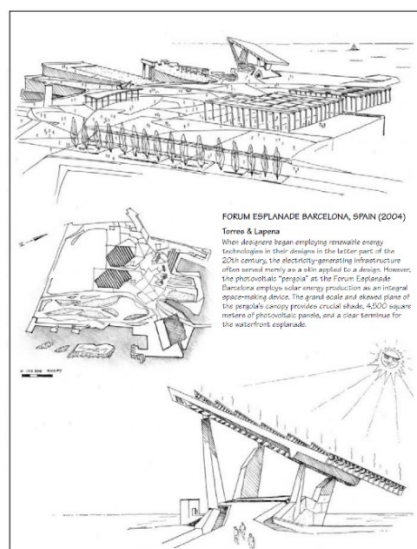 FORUM ESPLANADE BARCELONA, SPAIN (2004)
Torres & Lapena
When designers began employing renewable energy
technologies in their designs in the latter part of the
20th century, the electricity-generating infrastructure
often served merely as a skin applied to a design. However,
the photovoltaic "pergola" at the Forum Esplanade
Barcelona employs solar energy production as an integral
space-making device. The grand scale and skewed plane of
the pergola's canopy provides crucial shade, 4,500 square
meters of photovoltaic panels, and a clear terminus for
the waterfront esplanade.